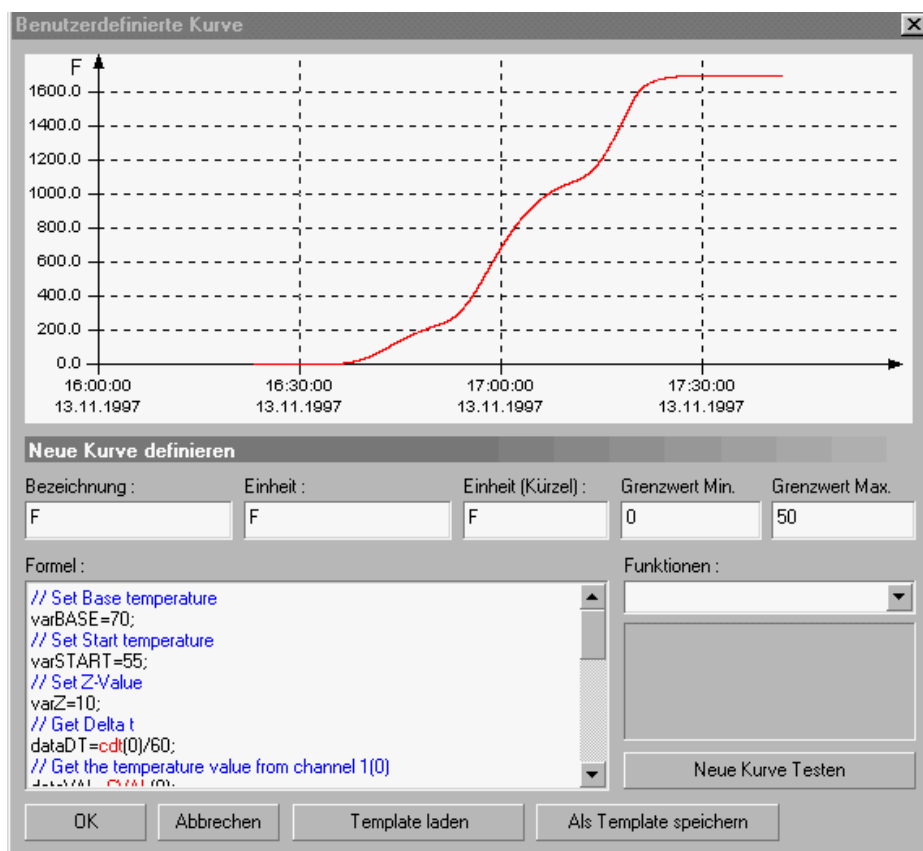 Benutzerdefinierte Kurve
F
1600.0
1400.0
1200.0
1000.0
800.0
600.0
400.0
200.0
0.0
16:00:00 16:30:00 17:00:00 17:30:00
13.11.1997 13.11.1997 13.11.1997 13.11.1997
Neue Kurve definieren
Bezeichnung : Einheit : Einheit (Kürzel) : Grenzwert Min. Grenzwert Max.
F F F 0 50
Formel : Funktionen :
// Set Base temperature
varBASE=70;
// Set Start temperature
varSTART=55;
// Set Z-Value
varZ=10;
// Get Delta t
dataDT=cdt(0)/60;
// Get the temperature value from channel 1(0)
Neue Kurve Testen
OK Abbrechen Template laden Als Template speichern